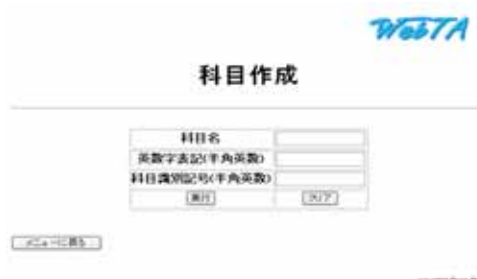 WebTA
科目作成
科目名
英数字表記(半角英数)
科目識別記号(半角英数)
実行 クリア
メニューに戻る